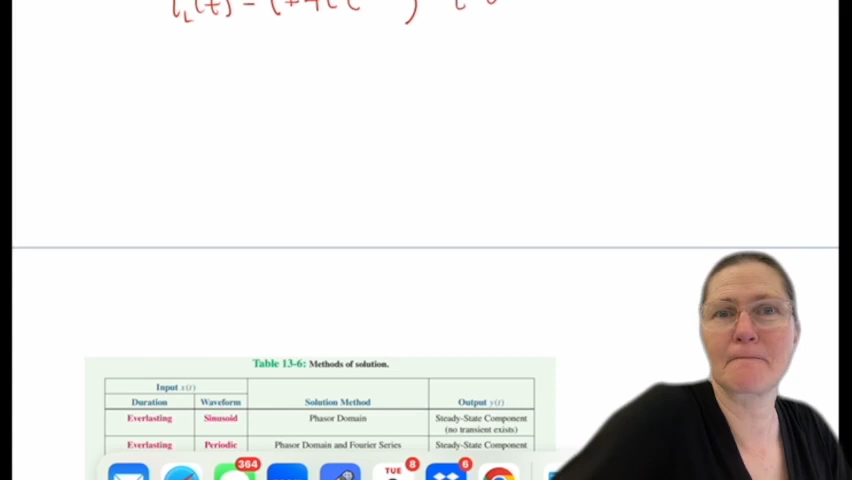 Table 13-6: Methods of solution.
Input x(t)
Duration Waveform Solution Method Output y(t)
Everlasting Sinusoid Phasor Domain Steady-State Component
(no transient exists)
Everlasting Periodic Phasor Domain and Fourier Series Steady-State Component
364
TUE 8
6